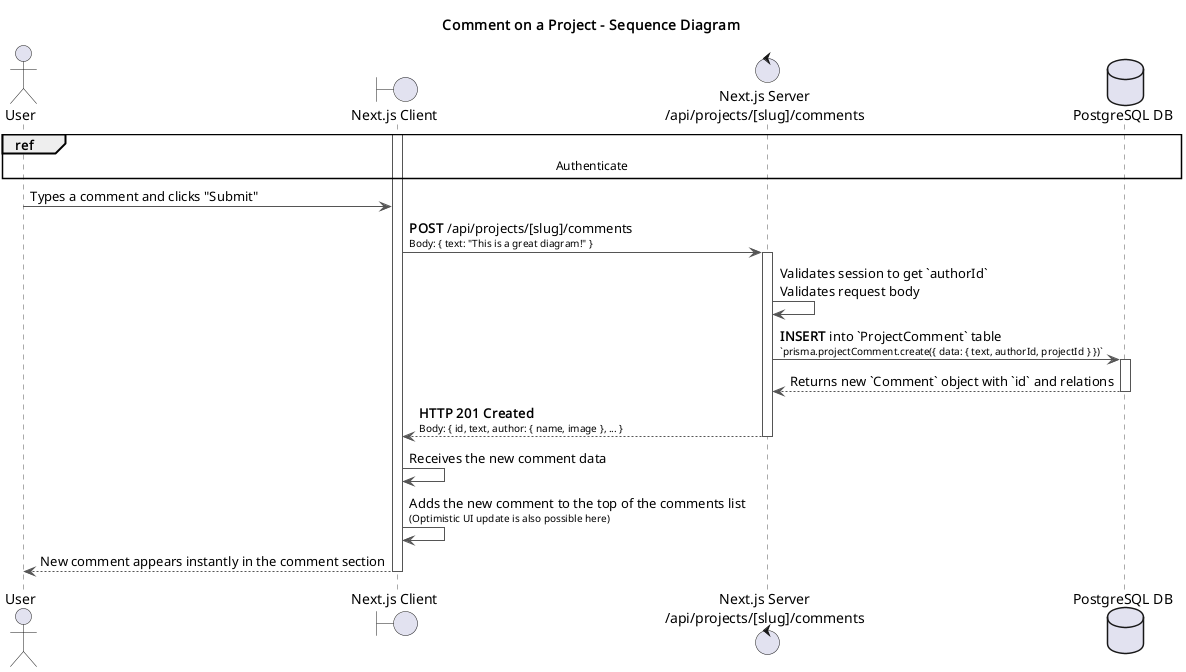 Comment on a Project - Sequence Diagram
User
Next.js Client
Next.js Server
/api/projects/[slug]/comments
PostgreSQL DB
ref
Authenticate
Types a comment and clicks "Submit"
POST /api/projects/[slug]/comments
Body: { text: "This is a great diagram!" }
Validates session to get `authorId`
Validates request body
INSERT into `ProjectComment` table
`prisma.projectComment.create({ data: { text, authorId, projectId } })`
Returns new `Comment` object with `id` and relations
HTTP 201 Created
Body: { id, text, author: { name, image }, ... }
Receives the new comment data
Adds the new comment to the top of the comments list
(Optimistic UI update is also possible here)
New comment appears instantly in the comment section
User
Next.js Client
Next.js Server
/api/projects/[slug]/comments
PostgreSQL DB